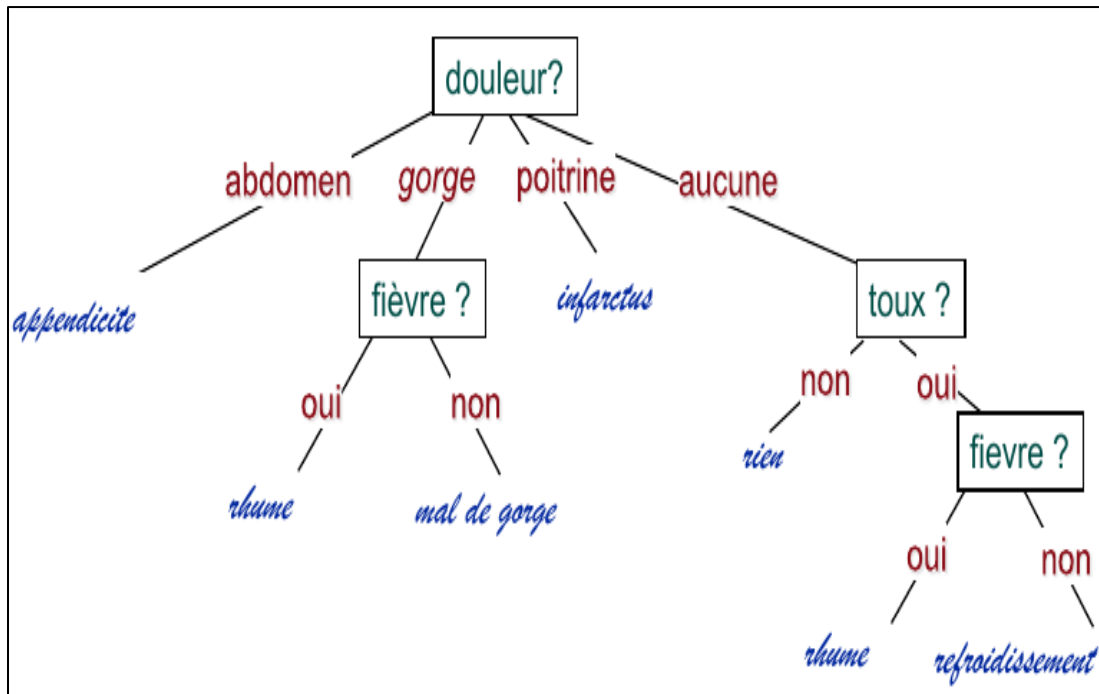 douleur?
abdomen gorge poitrine aucune
appendicite
fièvre ?
infarctus
toux ?
oui non
non oui
rhume mal de gorge
rien
fievre ?
oui non
rhume refroidissement